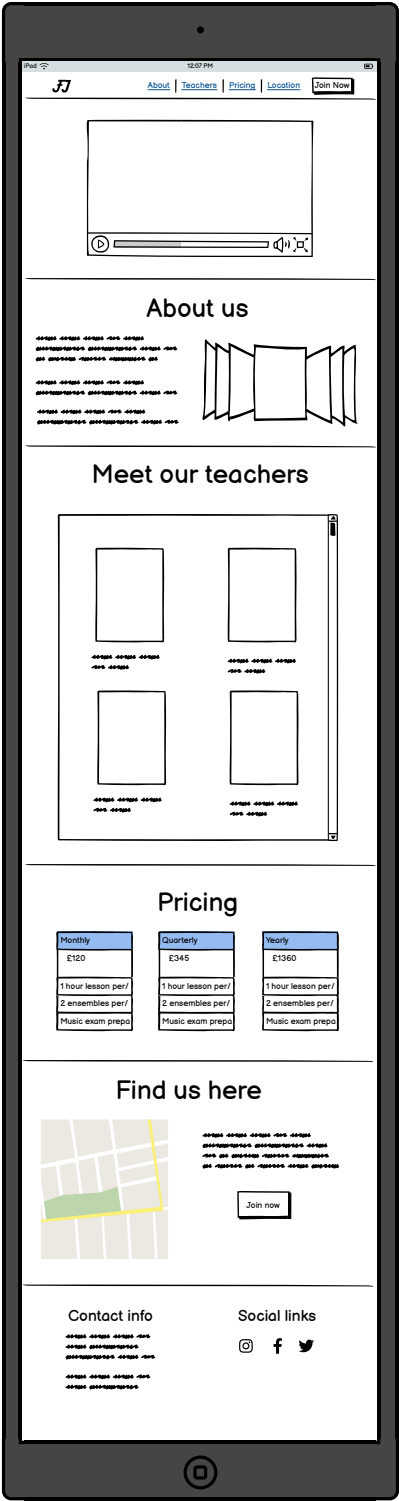 iPad 12:07 PM
FJ About Teachers Pricing Location Join Now
About us
Meet our teachers
Pricing
Monthly Quarterly Yearly
£120 £345 £1360
1 hour lesson per/ 1 hour lesson per/ 1 hour lesson per/
2 ensembles per/ 2 ensembles per/ 2 ensembles per/
Music exam prepa Music exam prepa Music exam prepa
Find us here
Join now
Contact info Social links